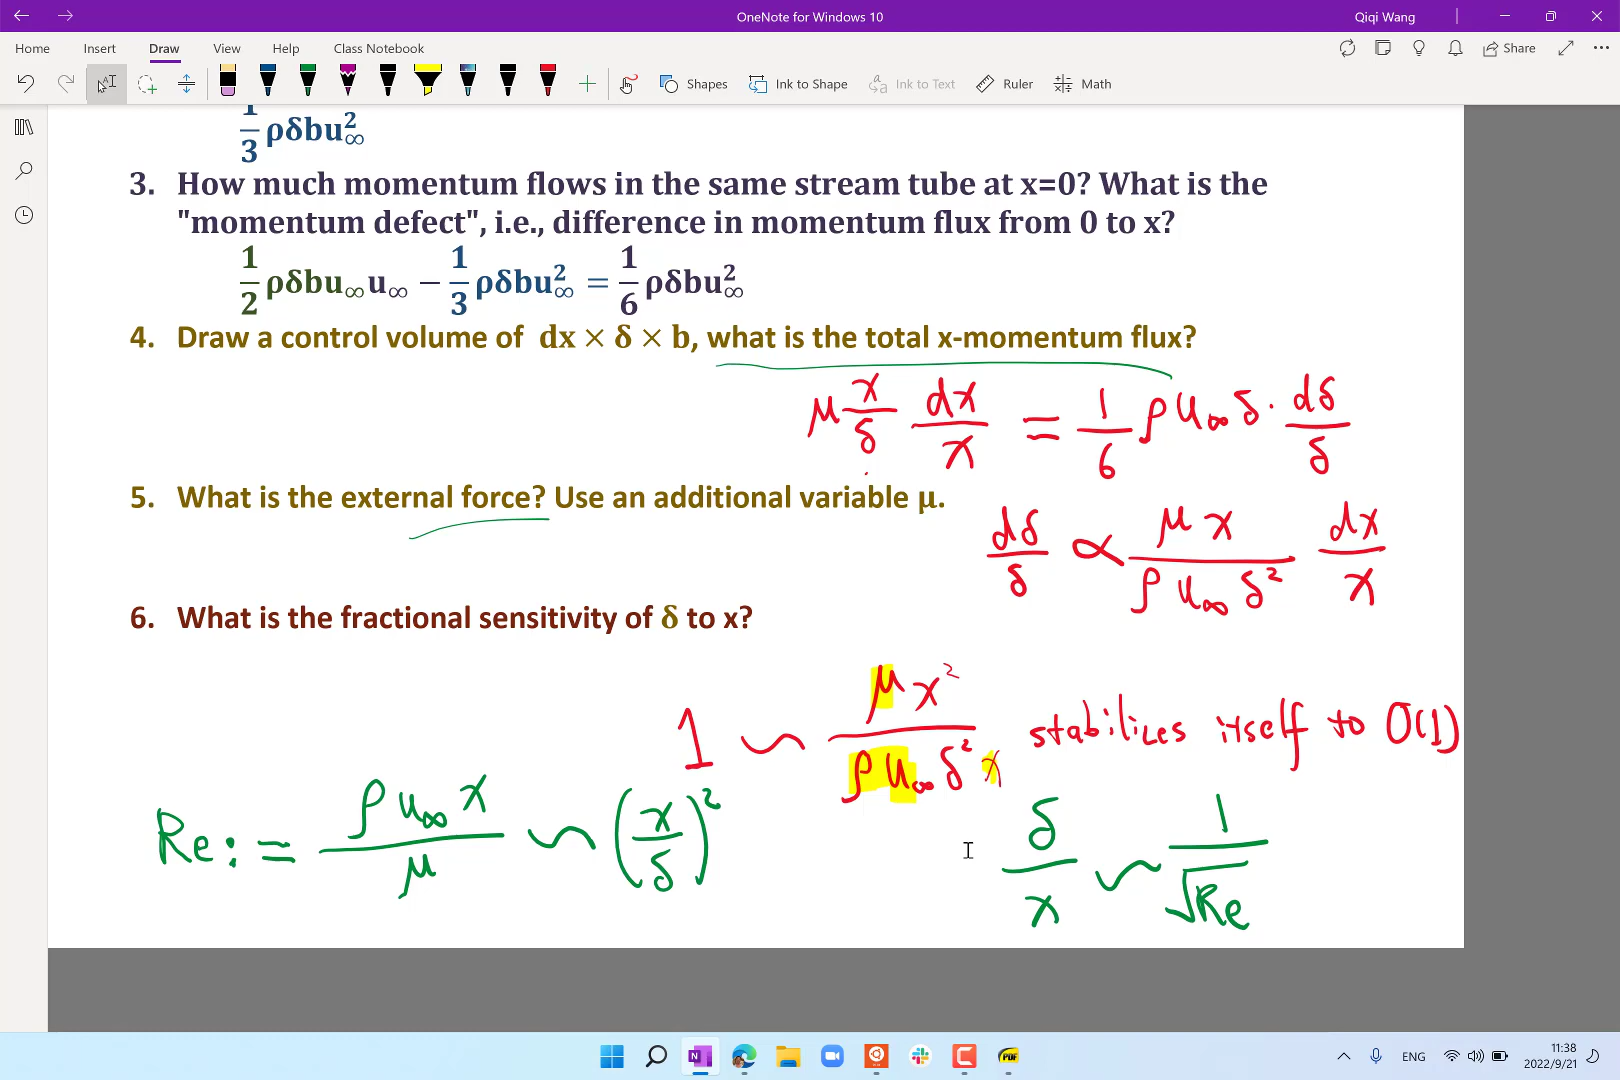 OneNote for Windows 10
Qiqi Wang
Home Insert Draw View Help Class Notebook
Share
Shapes Ink to Shape Ink to Text Ruler Math
1/3 ρδbu∞²
3. How much momentum flows in the same stream tube at x=0? What is the
"momentum defect", i.e., difference in momentum flux from 0 to x?
1/2 ρδbu∞u∞ − 1/3 ρδbu∞² = 1/6 ρδbu∞²
4. Draw a control volume of dx × δ × b, what is the total x-momentum flux?
μ x/δ dx/x = 1/6 ρ u∞ δ · dδ/δ
5. What is the external force? Use an additional variable μ.
dδ/δ ∝ μ x/(ρ u∞ δ²) dx/x
6. What is the fractional sensitivity of δ to x?
1 ~ μ x²/(ρ u∞ δ² x) stabilizes itself to O(1)
Re := ρ u∞ x/μ ~ (x/δ)²
δ/x ~ 1/√Re
PDF
ENG
11:38
2022/9/21